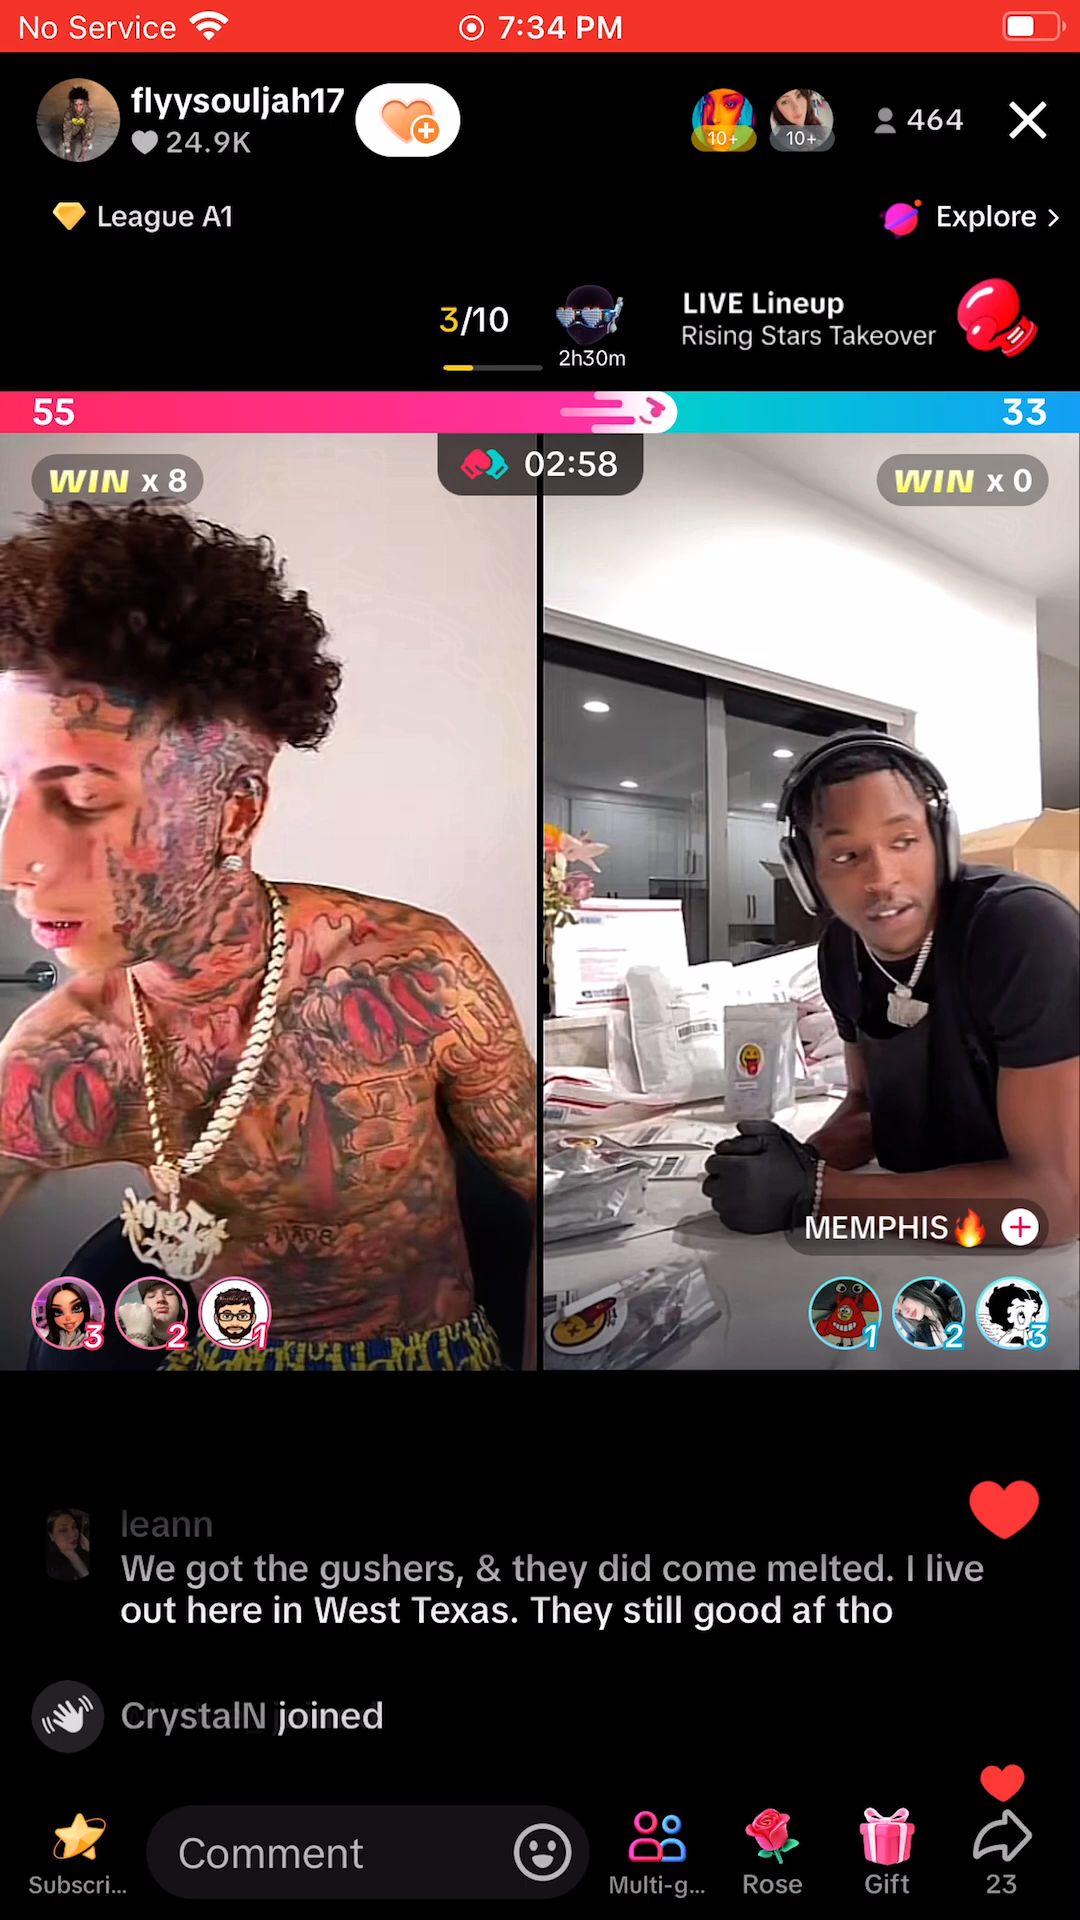 No Service
7:34 PM
flyysouljah17
24.9K
10+
10+
464
League A1
Explore >
3/10
2h30m
LIVE Lineup
Rising Stars Takeover
55
33
02:58
WIN x 8
WIN x 0
MADE
MEMPHIS🔥
3
2
1
1
2
3
leann
We got the gushers, & they did come melted. I live
out here in West Texas. They still good af tho
CrystalN joined
Comment
Subscri...
Multi-g...
Rose
Gift
23